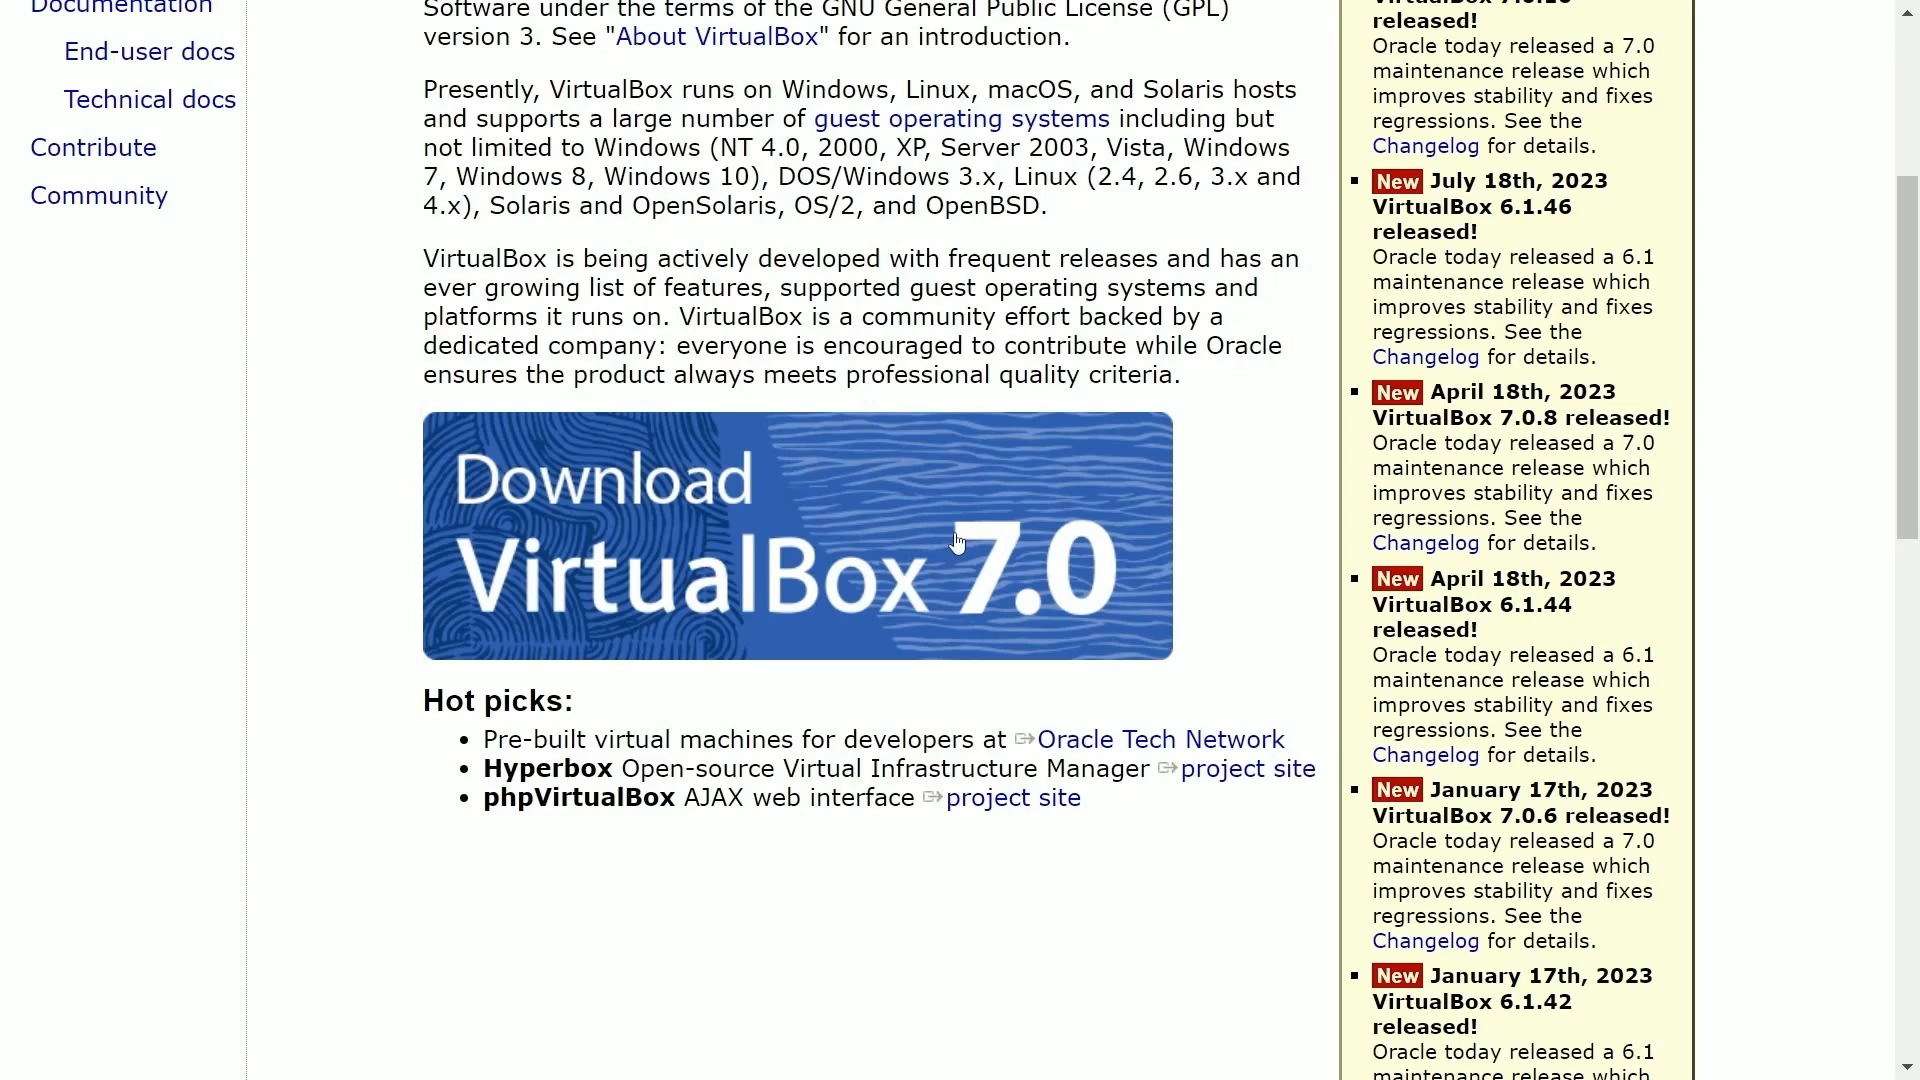 Documentation
End-user docs
Technical docs
Contribute
Community
Software under the terms of the GNU General Public License (GPL)
version 3. See "About VirtualBox" for an introduction.
Presently, VirtualBox runs on Windows, Linux, macOS, and Solaris hosts
and supports a large number of guest operating systems including but
not limited to Windows (NT 4.0, 2000, XP, Server 2003, Vista, Windows
7, Windows 8, Windows 10), DOS/Windows 3.x, Linux (2.4, 2.6, 3.x and
4.x), Solaris and OpenSolaris, OS/2, and OpenBSD.
VirtualBox is being actively developed with frequent releases and has an
ever growing list of features, supported guest operating systems and
platforms it runs on. VirtualBox is a community effort backed by a
dedicated company: everyone is encouraged to contribute while Oracle
ensures the product always meets professional quality criteria.
Download
VirtualBox 7.0
Hot picks:
Pre-built virtual machines for developers at Oracle Tech Network
Hyperbox Open-source Virtual Infrastructure Manager project site
phpVirtualBox AJAX web interface project site
released!
Oracle today released a 7.0
maintenance release which
improves stability and fixes
regressions. See the
Changelog for details.
New July 18th, 2023
VirtualBox 6.1.46
released!
Oracle today released a 6.1
maintenance release which
improves stability and fixes
regressions. See the
Changelog for details.
New April 18th, 2023
VirtualBox 7.0.8 released!
Oracle today released a 7.0
maintenance release which
improves stability and fixes
regressions. See the
Changelog for details.
New April 18th, 2023
VirtualBox 6.1.44
released!
Oracle today released a 6.1
maintenance release which
improves stability and fixes
regressions. See the
Changelog for details.
New January 17th, 2023
VirtualBox 7.0.6 released!
Oracle today released a 7.0
maintenance release which
improves stability and fixes
regressions. See the
Changelog for details.
New January 17th, 2023
VirtualBox 6.1.42
released!
Oracle today released a 6.1
maintenance release which